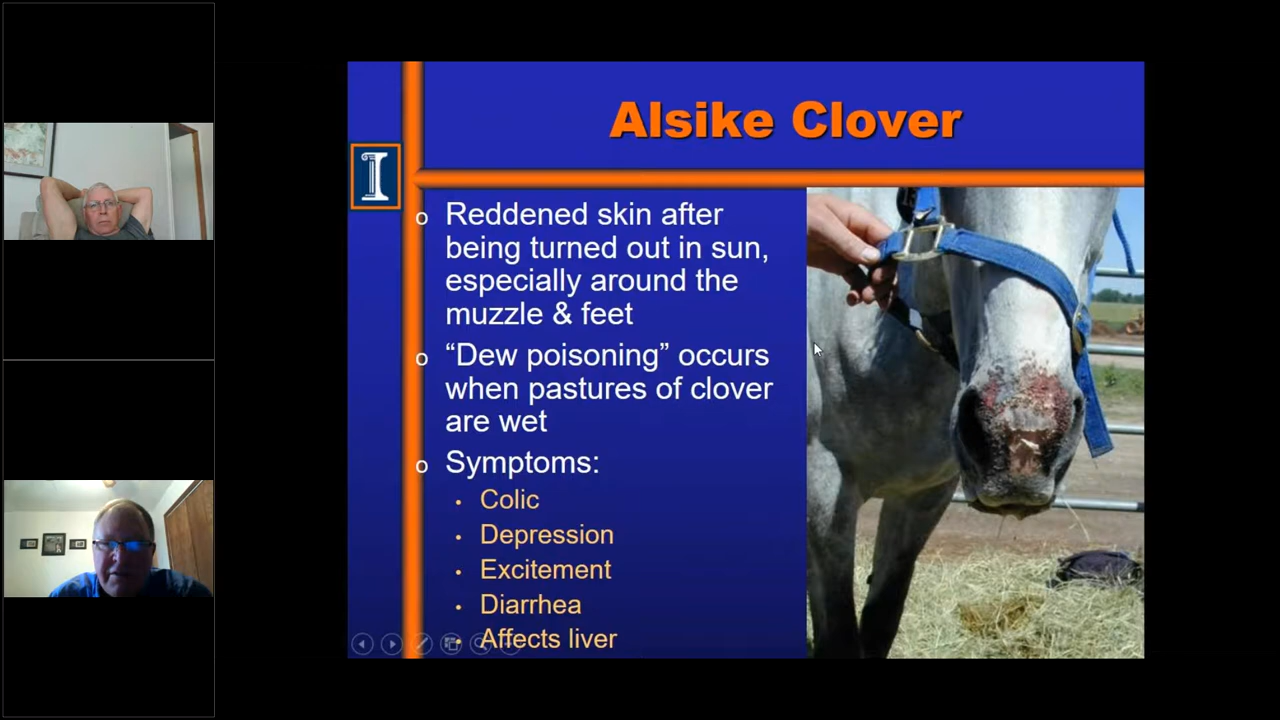 Alsike Clover
I
o Reddened skin after
being turned out in sun,
especially around the
muzzle & feet
o “Dew poisoning” occurs
when pastures of clover
are wet
o Symptoms:
• Colic
• Depression
• Excitement
• Diarrhea
• Affects liver